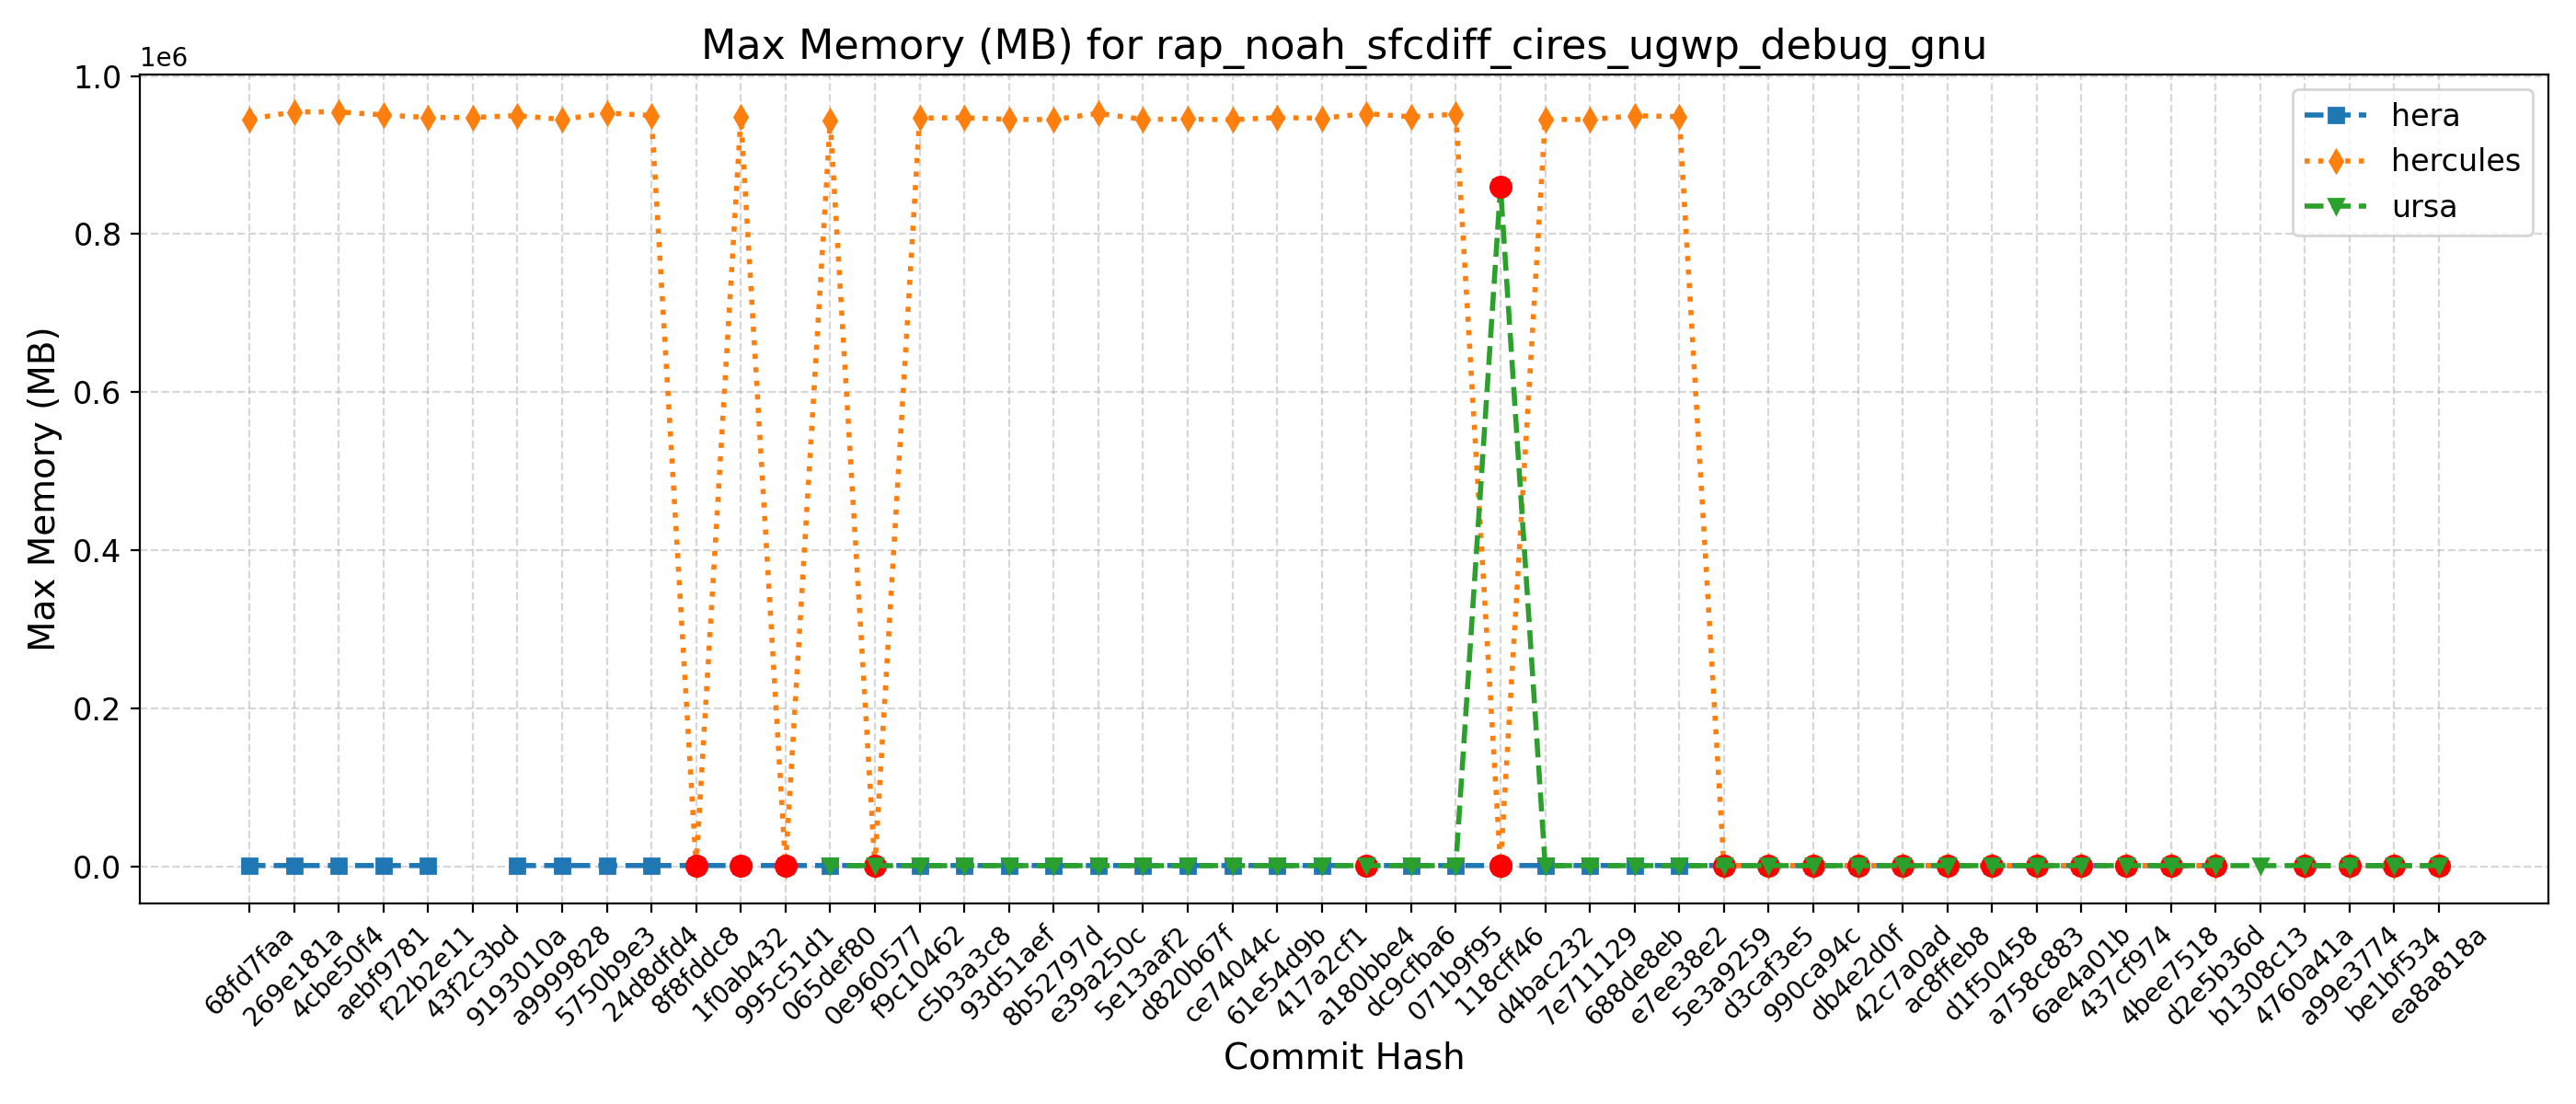 Max Memory (MB) for rap_noah_sfcdiff_cires_ugwp_debug_gnu
1e6
1.0
0.8
0.6
0.4
0.2
0.0
Max Memory (MB)
hera
hercules
ursa
68fd7faa
269e181a
4cbe50f4
aebf9781
f22b2e11
43f2c3bd
9193010a
a9999828
5750b9e3
24d8dfd4
8f8fddc8
1f0ab432
995c51d1
065def80
0e960577
f9c10462
c5b3a3c8
93d51aef
8b52797d
e39a250c
5e13aaf2
d820b67f
ce74044c
61e54d9b
417a2cf1
a180bbe4
dc9cfba6
071b9f95
118cff46
d4bac232
7e711129
688de8eb
e7ee38e2
5e3a9259
d3caf3e5
990ca94c
db4e2d0f
42c7a0ad
ac8ffeb8
d1f50458
a758c883
6ae4a01b
437cf974
4bee7518
d2e5b36d
b1308c13
4760a41a
a99e3774
be1bf534
ea8a818a
Commit Hash